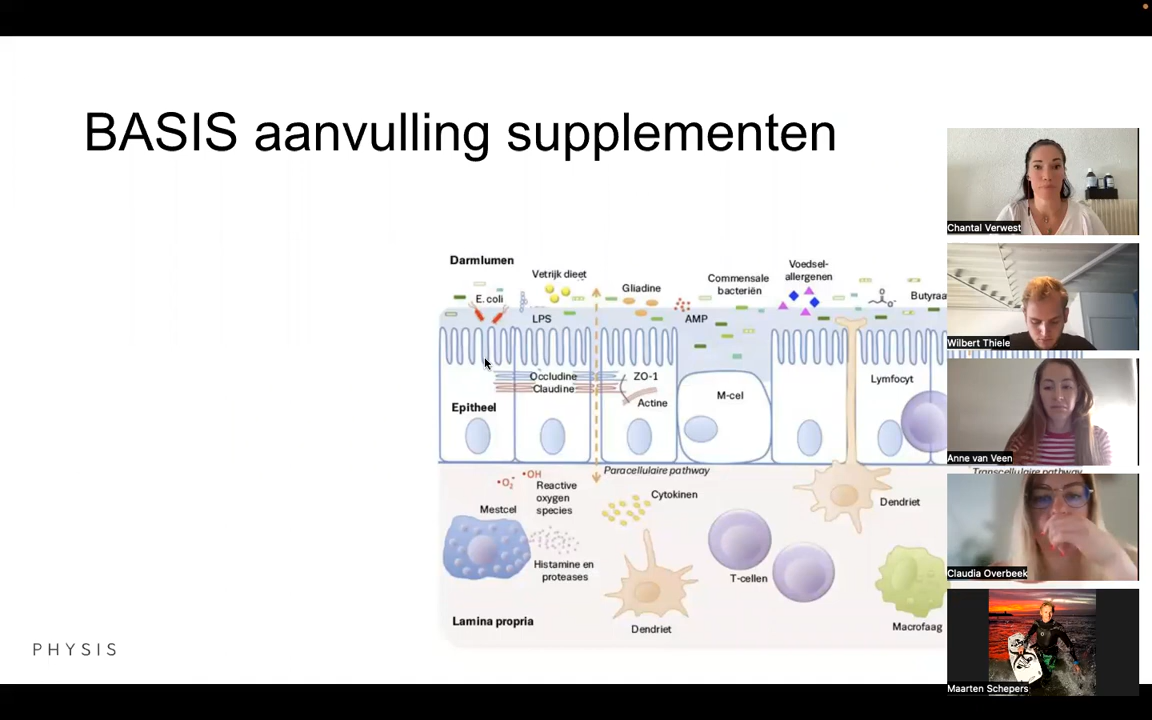 BASIS aanvulling supplementen
Darmlumen
Vetrijk dieet
E. coli
LPS
Gliadine
AMP
Commensale
bacteriën
Voedsel-
allergenen
Occludine
Claudine
ZO-1
Actine
M-cel
Lymfocyt
Epitheel
Paracellulaire pathway
Transcellulaire pathway
•O₂⁻
•OH
Reactive
oxygen
species
Mestcel
Histamine en
proteases
Cytokinen
Dendriet
T-cellen
Dendriet
Macrofaag
Lamina propria
PHYSIS
Chantal Verwest
Wilbert Thiele
Anne van Veen
Claudia Overbeek
Maarten Schepers